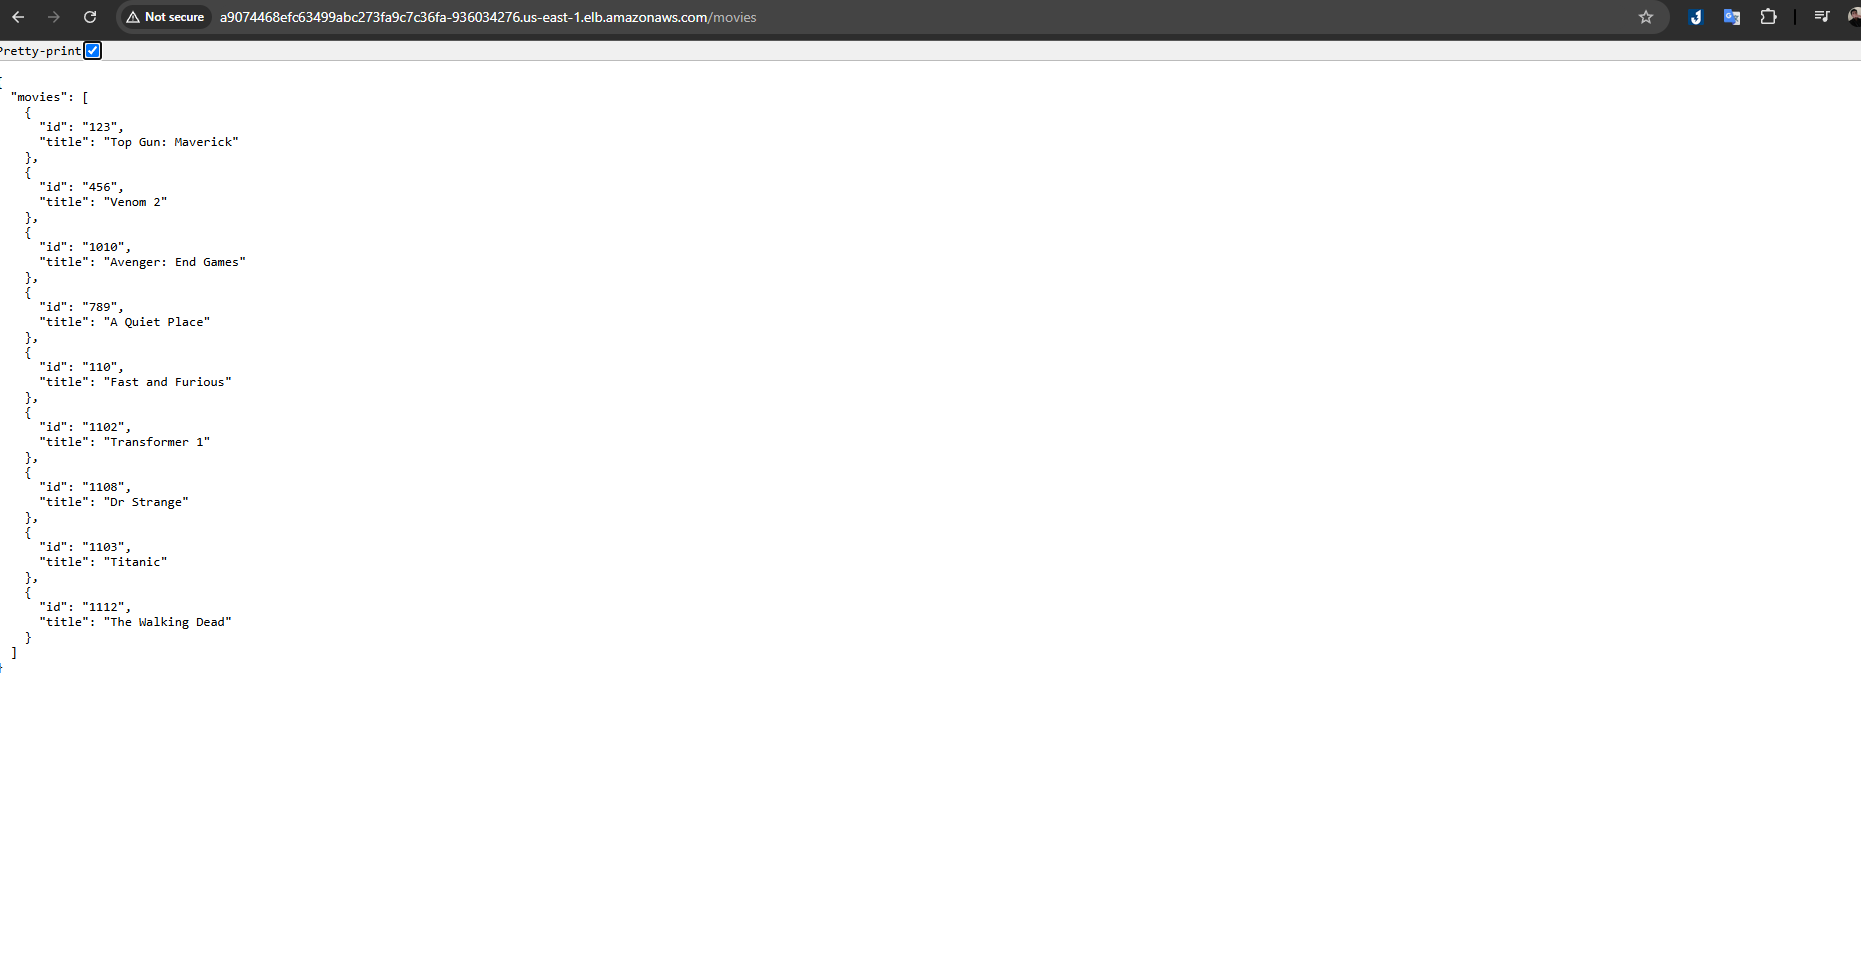 Not secure a9074468efc63499abc273fa9c7c36fa-936034276.us-east-1.elb.amazonaws.com/movies
Pretty-print
{
"movies": [
{
"id": "123",
"title": "Top Gun: Maverick"
},
{
"id": "456",
"title": "Venom 2"
},
{
"id": "1010",
"title": "Avenger: End Games"
},
{
"id": "789",
"title": "A Quiet Place"
},
{
"id": "110",
"title": "Fast and Furious"
},
{
"id": "1102",
"title": "Transformer 1"
},
{
"id": "1108",
"title": "Dr Strange"
},
{
"id": "1103",
"title": "Titanic"
},
{
"id": "1112",
"title": "The Walking Dead"
}
]
}